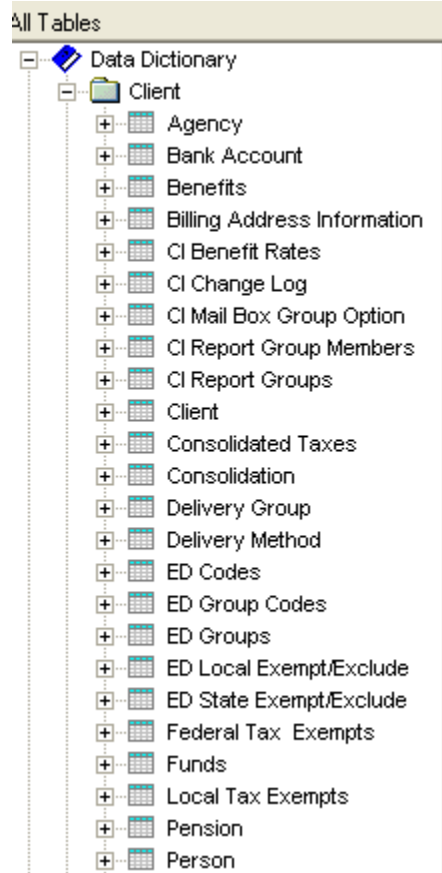 All Tables
Data Dictionary
Client
Agency
Bank Account
Benefits
Billing Address Information
Cl Benefit Rates
Cl Change Log
Cl Mail Box Group Option
Cl Report Group Members
Cl Report Groups
Client
Consolidated Taxes
Consolidation
Delivery Group
Delivery Method
ED Codes
ED Group Codes
ED Groups
ED Local Exempt/Exclude
ED State Exempt/Exclude
Federal Tax  Exempts
Funds
Local Tax Exempts
Pension
Person